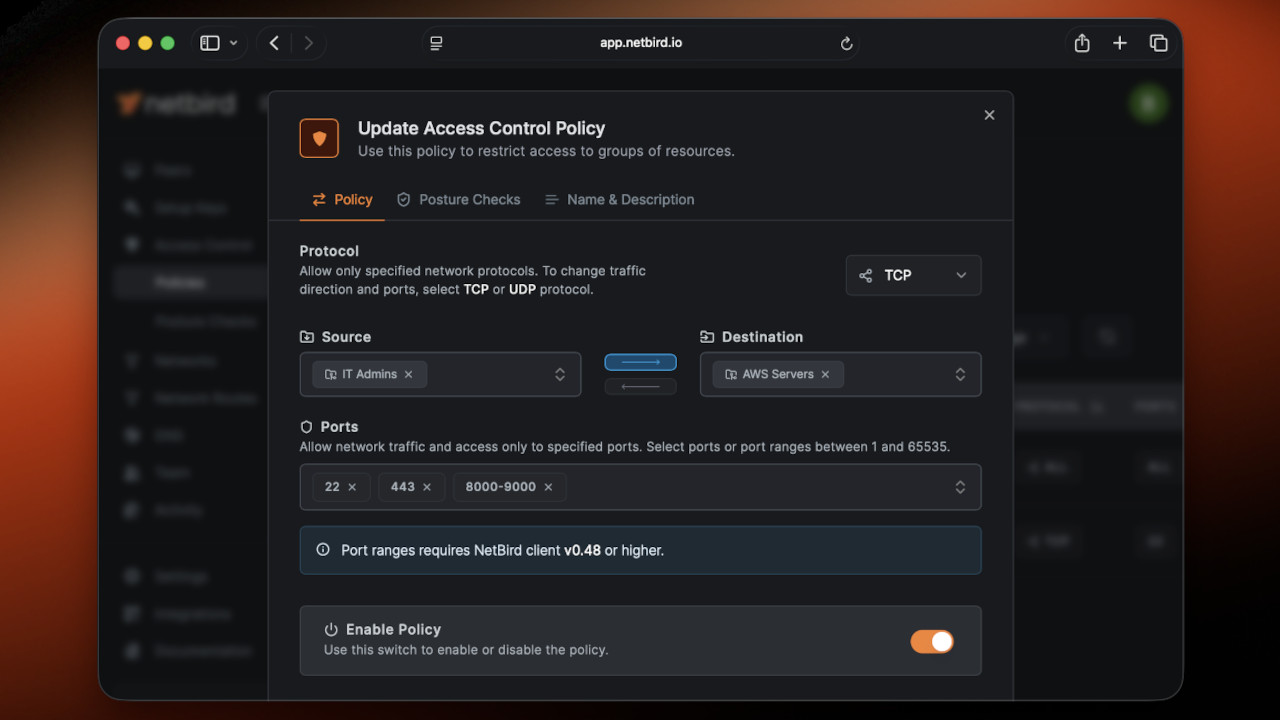 app.netbird.io
netbird
Update Access Control Policy
Use this policy to restrict access to groups of resources.
Policy
Posture Checks
Name & Description
Protocol
Allow only specified network protocols. To change traffic
direction and ports, select TCP or UDP protocol.
TCP
Source
Destination
IT Admins
AWS Servers
Ports
Allow network traffic and access only to specified ports. Select ports or port ranges between 1 and 65535.
22
443
8000-9000
Port ranges requires NetBird client v0.48 or higher.
Enable Policy
Use this switch to enable or disable the policy.